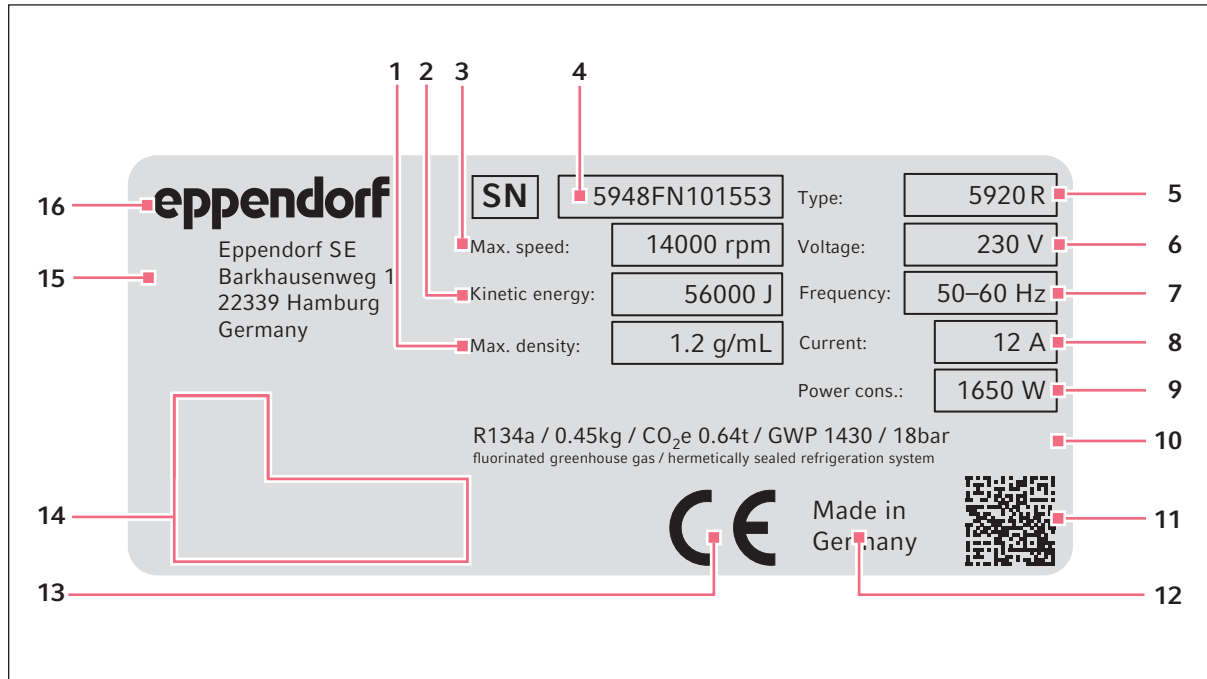 1 2 3 4
eppendorf
SN 5948FN101553 Type: 5920 R 5
16
Max. speed: 14000 rpm Voltage: 230 V 6
Eppendorf SE
Barkhausenweg 1
22339 Hamburg
Germany
15
Kinetic energy: 56000 J Frequency: 50–60 Hz 7
Max. density: 1.2 g/mL Current: 12 A 8
Power cons.: 1650 W 9
R134a / 0.45kg / CO₂e 0.64t / GWP 1430 / 18bar 10
fluorinated greenhouse gas / hermetically sealed refrigeration system
14
CE
Made in
Germany
11
13
12